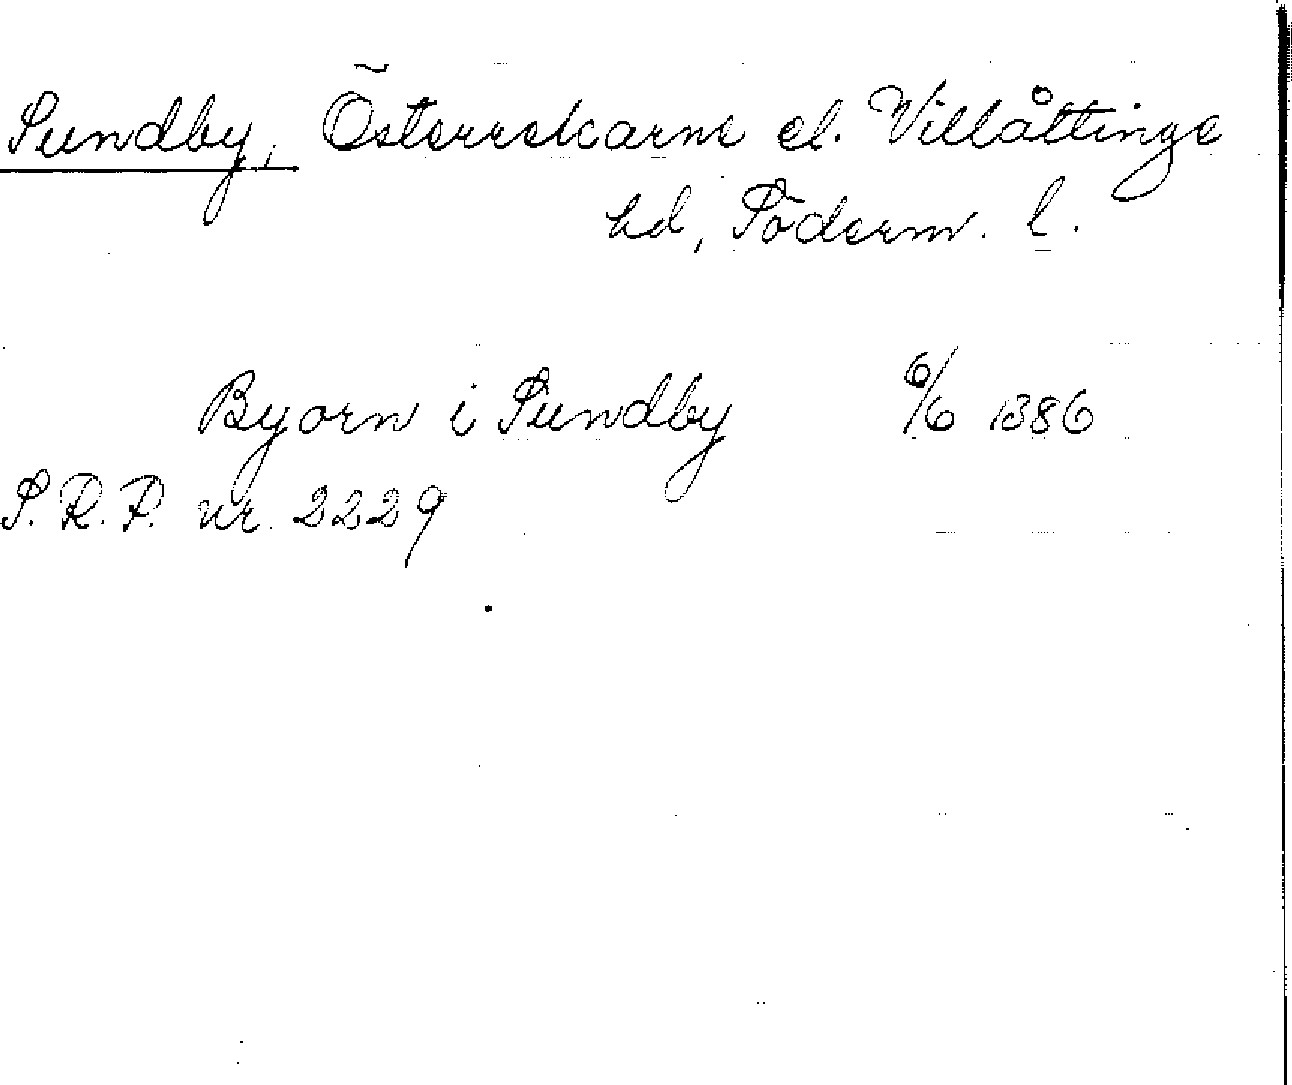 Sundby, Österrekarne el. Villåttinge
hd, Söderm. l.
Byorn i Sundby 6/6 1386
S.R.P. nr. 2229